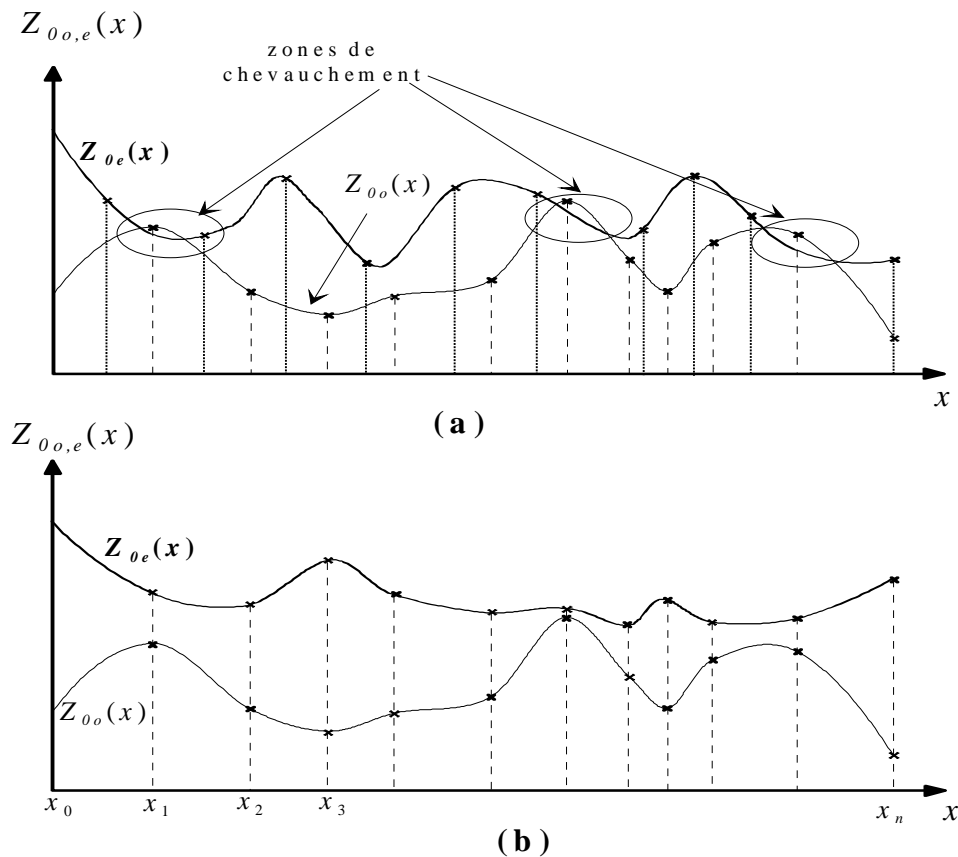 Z0o,e(x)
zones de
chevauchement
Z0e(x)
Z0o(x)
x
(a)
Z0o,e(x)
Z0e(x)
Z0o(x)
x0 x1 x2 x3 xn x
(b)